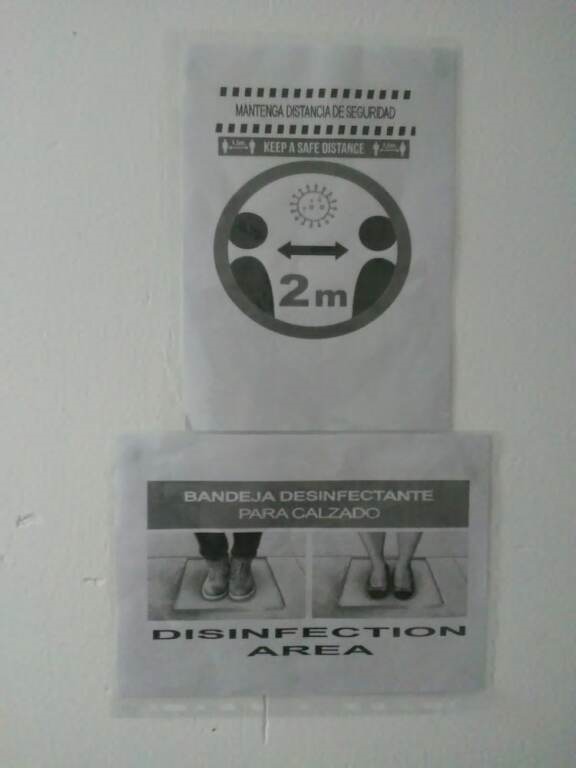 MANTENGA DISTANCIA DE SEGURIDAD
KEEP A SAFE DISTANCE
2m
BANDEJA DESINFECTANTE
PARA CALZADO
DISINFECTION
AREA